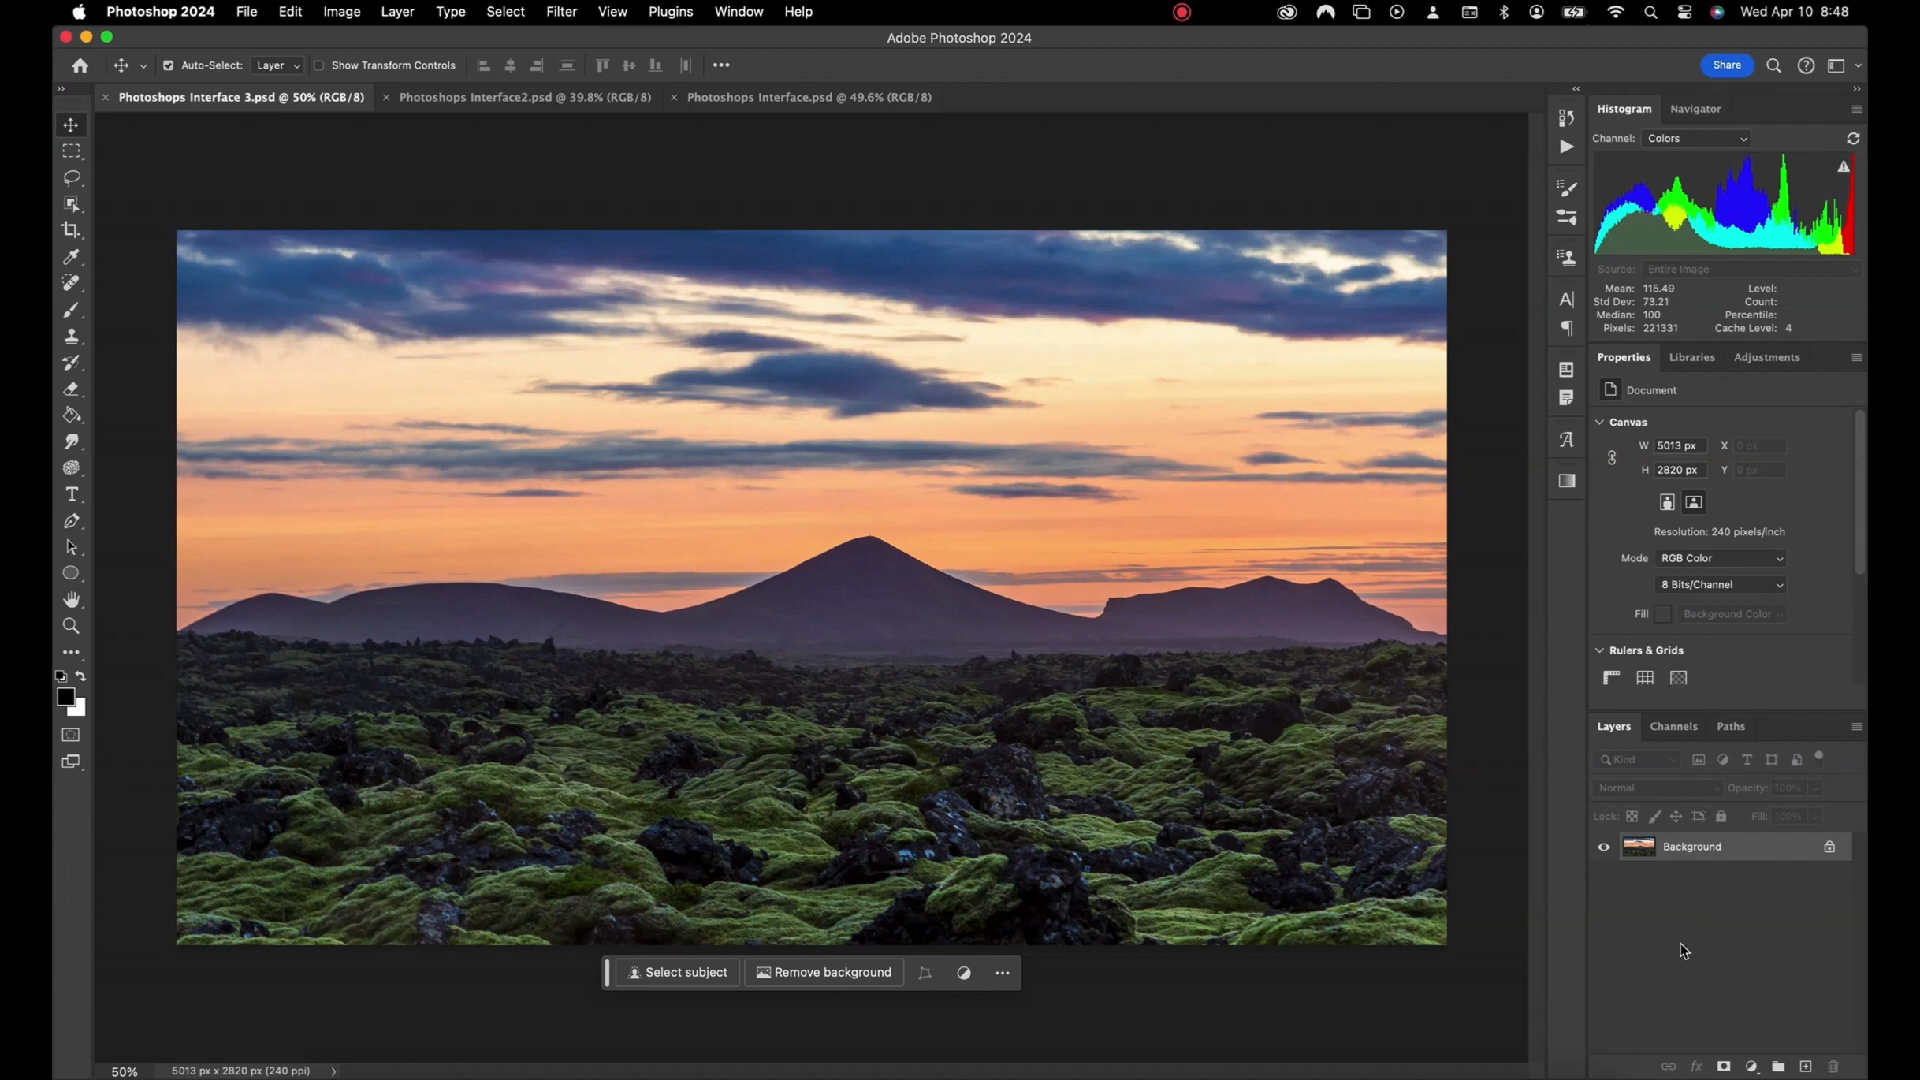 Photoshop 2024 File Edit Image Layer Type Select Filter View Plugins Window Help Wed Apr 10 8:48
Adobe Photoshop 2024
Auto-Select: Layer Show Transform Controls Share
Photoshops Interface 3.psd @ 50% (RGB/8) Photoshops Interface2.psd @ 39.8% (RGB/8) Photoshops Interface.psd @ 49.6% (RGB/8)
Histogram Navigator
Channel: Colors
Source: Entire Image
Mean: 115.49 Level:
Std Dev: 73.21 Count:
Median: 100 Percentile:
Pixels: 221331 Cache Level: 4
Properties Libraries Adjustments
Document
Canvas
W 5013 px X 0 px
H 2820 px Y 0 px
Resolution: 240 pixels/inch
Mode RGB Color
8 Bits/Channel
Fill Background Color
Rulers & Grids
Layers Channels Paths
Kind
Normal Opacity: 100%
Lock: Fill: 100%
Background
Select subject Remove background
50% 5013 px x 2820 px (240 ppi)